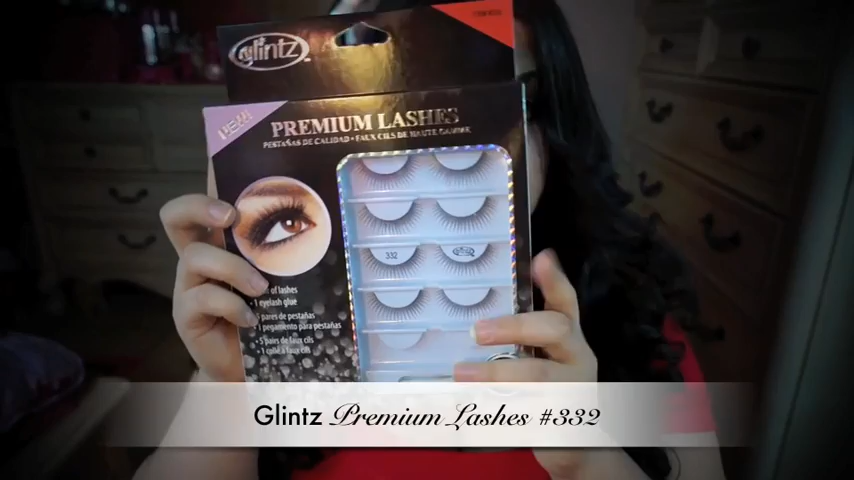 glintz
NEW!
PREMIUM LASHES
PESTAÑAS DE CALIDAD • FAUX CILS DE HAUTE GAMME
332
glintz
of lashes
• 1 eyelash glue
pares de pestañas
1 pegamento para pestañas
• 5 paires de faux cils
• 1 colle à faux cils
Glintz Premium Lashes #332